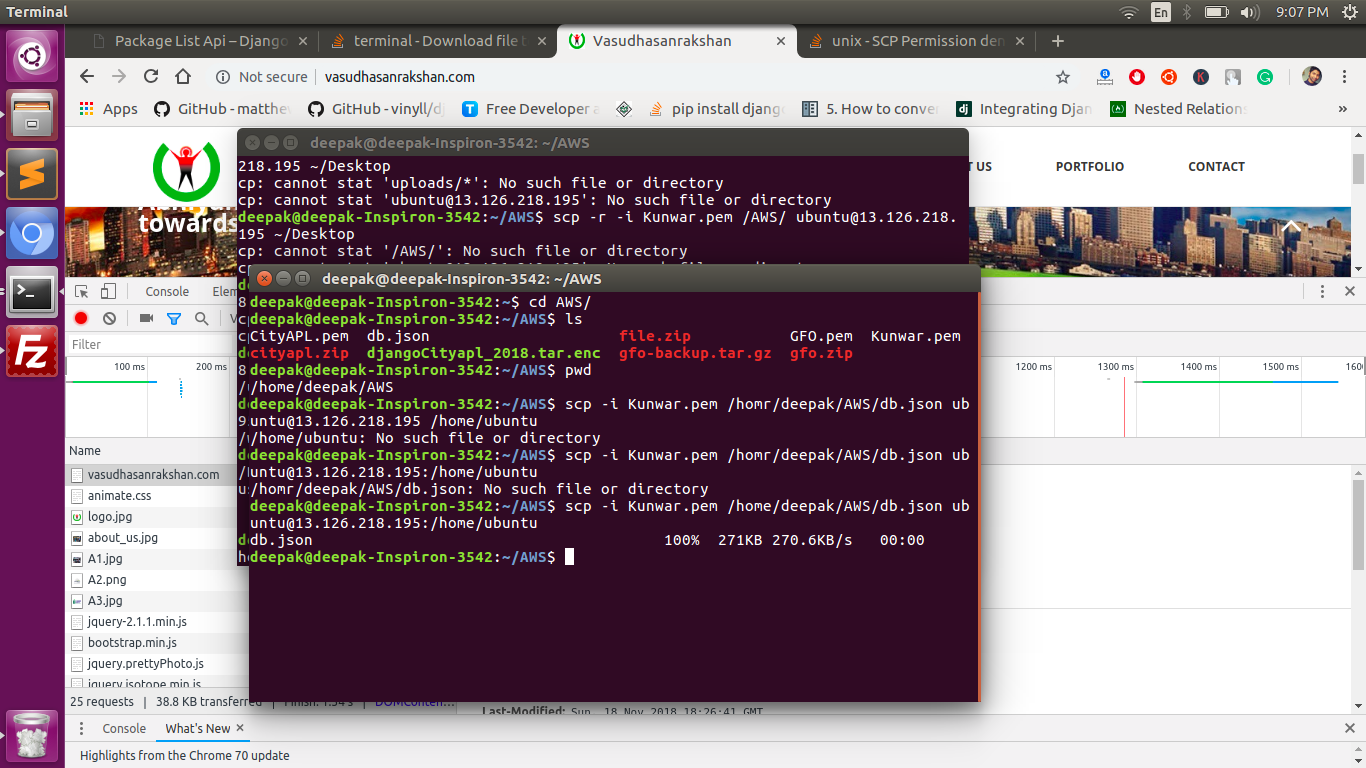 Terminal
En
9:07 PM
Package List Api – Django
terminal - Download file t
Vasudhasanrakshan
unix - SCP Permission den
Not secure | vasudhasanrakshan.com
Apps
GitHub - matthew
GitHub - vinyll/dj
Free Developer a
pip install django
5. How to conver
Integrating Djan
Nested Relations
»
deepak@deepak-Inspiron-3542: ~/AWS
T US
PORTFOLIO
CONTACT
towards
218.195 ~/Desktop
cp: cannot stat 'uploads/*': No such file or directory
cp: cannot stat 'ubuntu@13.126.218.195': No such file or directory
deepak@deepak-Inspiron-3542:~/AWS$ scp -r -i Kunwar.pem /AWS/ ubuntu@13.126.218.
195 ~/Desktop
cp: cannot stat '/AWS/': No such file or directory
deepak@deepak-Inspiron-3542: ~/AWS
deepak@deepak-Inspiron-3542:~$ cd AWS/
deepak@deepak-Inspiron-3542:~/AWS$ ls
CityAPL.pem db.json file.zip GFO.pem Kunwar.pem
cityapl.zip djangoCityapl_2018.tar.enc gfo-backup.tar.gz gfo.zip
deepak@deepak-Inspiron-3542:~/AWS$ pwd
/home/deepak/AWS
deepak@deepak-Inspiron-3542:~/AWS$ scp -i Kunwar.pem /homr/deepak/AWS/db.json ub
untu@13.126.218.195 /home/ubuntu
/home/ubuntu: No such file or directory
deepak@deepak-Inspiron-3542:~/AWS$ scp -i Kunwar.pem /homr/deepak/AWS/db.json ub
untu@13.126.218.195:/home/ubuntu
/homr/deepak/AWS/db.json: No such file or directory
deepak@deepak-Inspiron-3542:~/AWS$ scp -i Kunwar.pem /home/deepak/AWS/db.json ub
untu@13.126.218.195:/home/ubuntu
db.json 100% 271KB 270.6KB/s 00:00
deepak@deepak-Inspiron-3542:~/AWS$
Console
Elem
Filter
100 ms
200 ms
1200 ms
1300 ms
1400 ms
1500 ms
160
Name
vasudhasanrakshan.com
animate.css
logo.jpg
about_us.jpg
A1.jpg
A2.png
A3.jpg
jquery-2.1.1.min.js
bootstrap.min.js
jquery.prettyPhoto.js
jquery.isotope.min.js
25 requests | 38.8 KB transferred | Finish: 1.54 s | DOMConten…
Last-Modified: Sun, 18 Nov 2018 18:26:41 GMT
Console
What's New
Highlights from the Chrome 70 update